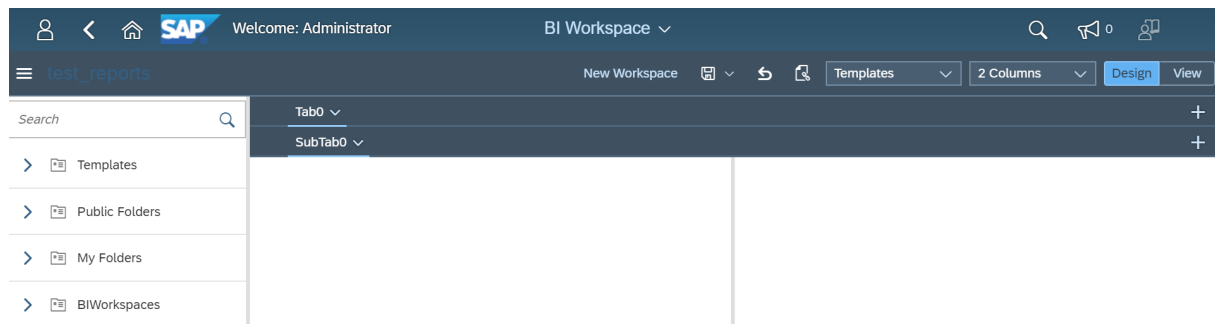 SAP Welcome: Administrator BI Workspace 0
test_reports New Workspace Templates 2 Columns Design View
Search Tab0
SubTab0
Templates
Public Folders
My Folders
BIWorkspaces